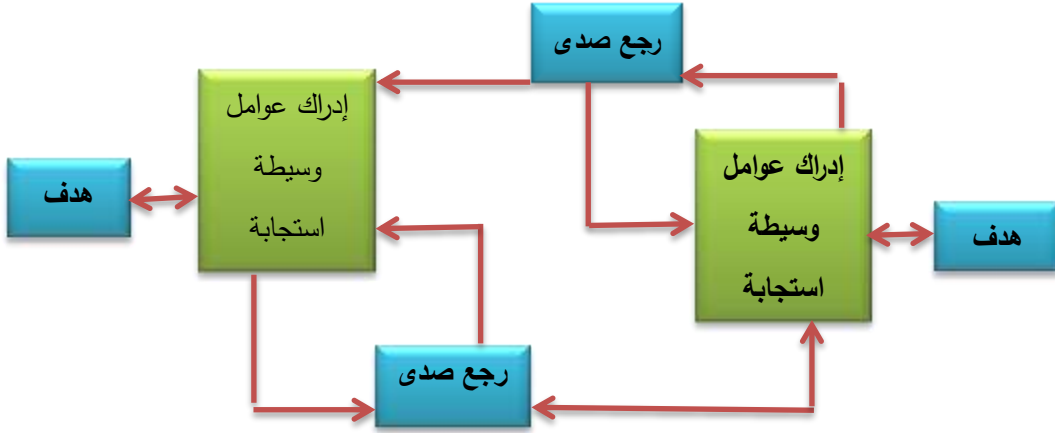 رجع صدى
إدراك عوامل
وسيطة
استجابة
هدف
إدراك عوامل
وسيطة
استجابة
هدف
رجع صدى